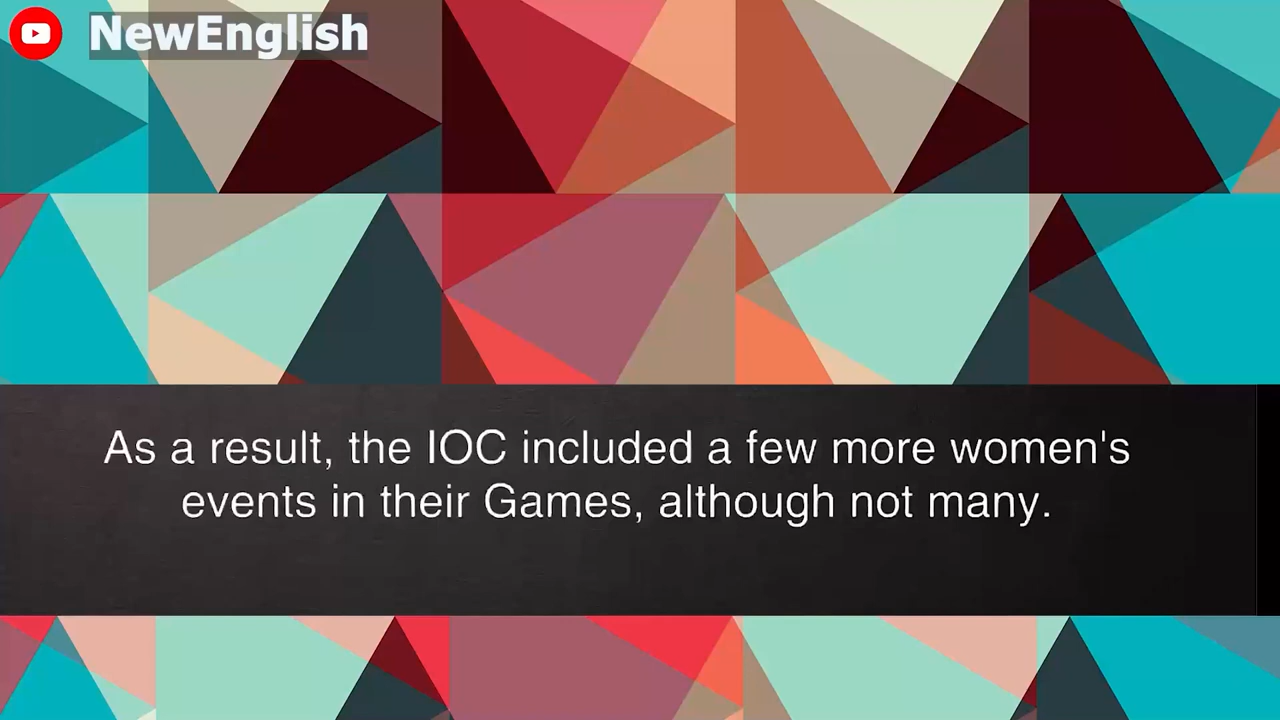 NewEnglish
As a result, the IOC included a few more women's
events in their Games, although not many.